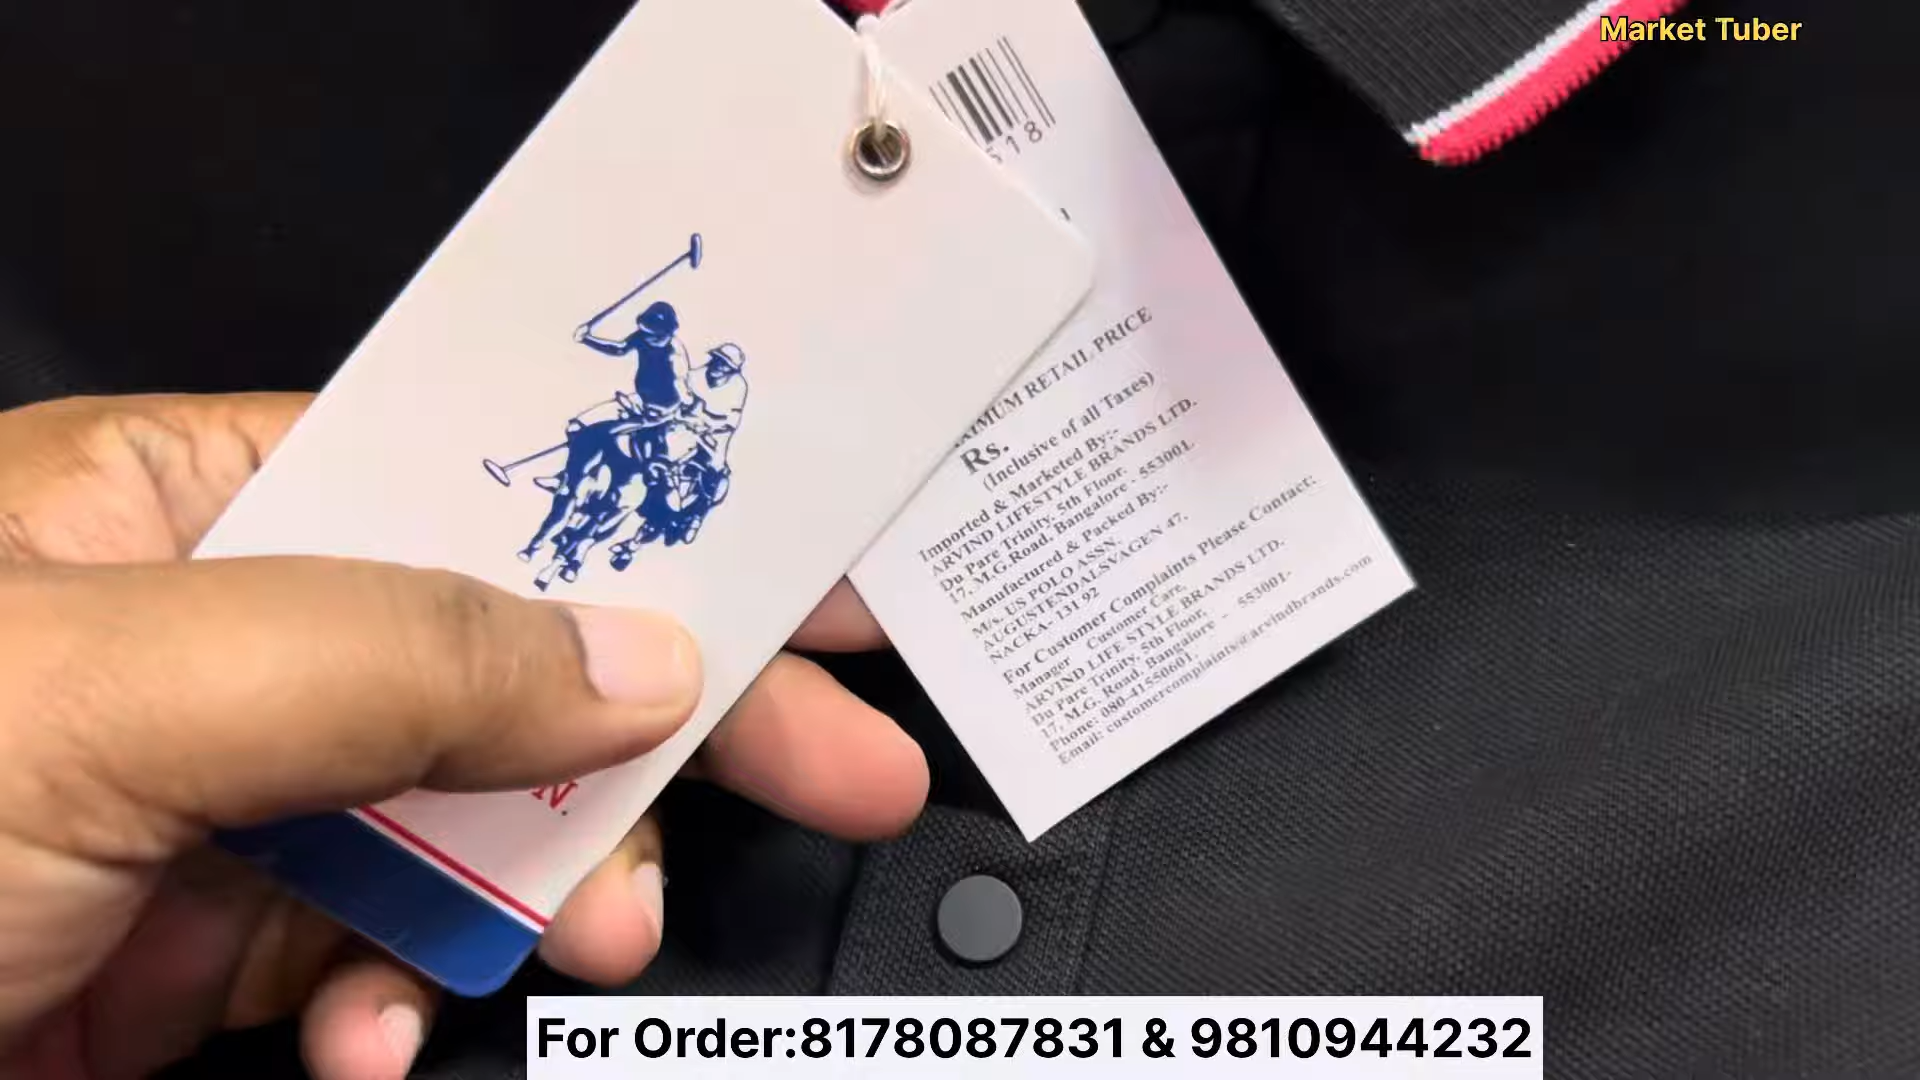 Market Tuber
518
XIMUM RETAIL PRICE
Rs.
(Inclusive of all Taxes)
Imported & Marketed By:-
ARVIND LIFESTYLE BRANDS LTD.
Du Pare Trinity, 5th Floor,
17, M.G.Road, Bangalore - 553001.
Manufactured & Packed By:-
M/s. US POLO ASSN.
AUGUSTENDALSVAGEN 47,
NACKA- 131 92
For Customer Complaints Please Contact:
Manager Customer Care,
ARVIND LIFE STYLE BRANDS LTD.
Du Pare Trinity, 5th Floor,
17, M.G. Road, Bangalore - 553001.
Phone: 080-41550601,
Email: customercomplaints@arvindbrands.com
N.
For Order:8178087831 & 9810944232